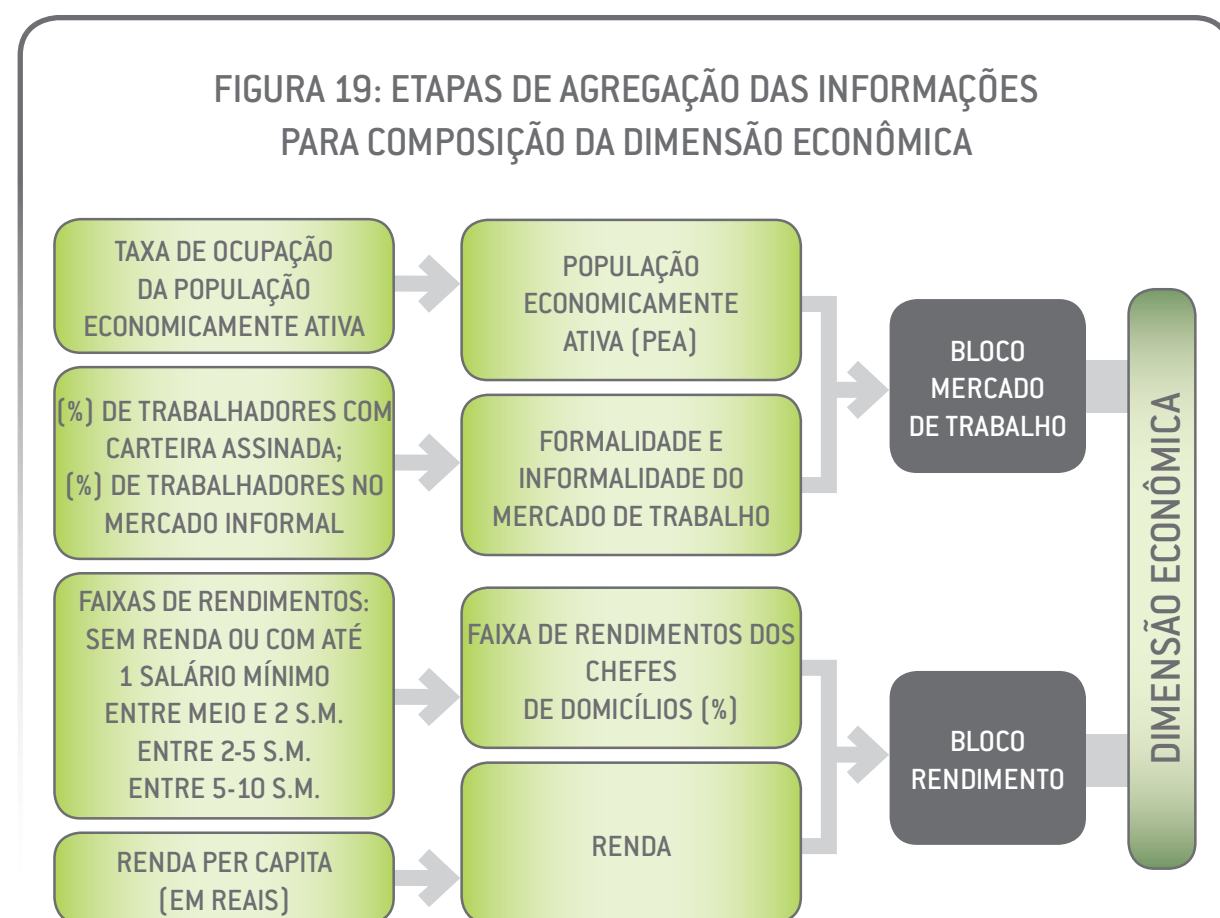 FIGURA 19: ETAPAS DE AGREGAÇÃO DAS INFORMAÇÕES
PARA COMPOSIÇÃO DA DIMENSÃO ECONÔMICA
TAXA DE OCUPAÇÃO
DA POPULAÇÃO
ECONOMICAMENTE ATIVA
POPULAÇÃO
ECONOMICAMENTE
ATIVA (PEA)
(%) DE TRABALHADORES COM
CARTEIRA ASSINADA;
(%) DE TRABALHADORES NO
MERCADO INFORMAL
FORMALIDADE E
INFORMALIDADE DO
MERCADO DE TRABALHO
BLOCO
MERCADO
DE TRABALHO
FAIXAS DE RENDIMENTOS:
SEM RENDA OU COM ATÉ
1 SALÁRIO MÍNIMO
ENTRE MEIO E 2 S.M.
ENTRE 2-5 S.M.
ENTRE 5-10 S.M.
FAIXA DE RENDIMENTOS DOS
CHEFES
DE DOMICÍLIOS (%)
RENDA PER CAPITA
(EM REAIS)
RENDA
BLOCO
RENDIMENTO
DIMENSÃO ECONÔMICA